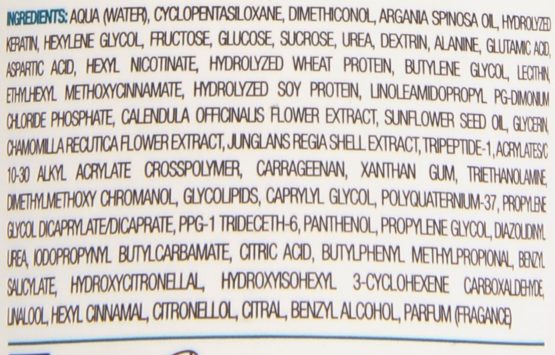 INGREDIENTS: AQUA (WATER), CYCLOPENTASILOXANE, DIMETHICONOL, ARGANIA SPINOSA OIL, HYDROLYZED
KERATIN, HEXYLENE GLYCOL, FRUCTOSE, GLUCOSE, SUCROSE, UREA, DEXTRIN, ALANINE, GLUTAMIC ACID,
ASPARTIC ACID, HEXYL NICOTINATE, HYDROLYZED WHEAT PROTEIN, BUTYLENE GLYCOL, LECITHIN
ETHYLHEXYL METHOXYCINNAMATE, HYDROLYZED SOY PROTEIN, LINOLEAMIDOPROPYL PG-DIMONIUM
CHLORIDE PHOSPHATE, CALENDULA OFFICINALIS FLOWER EXTRACT, SUNFLOWER SEED OIL, GLYCERIN,
CHAMOMILLA RECUTICA FLOWER EXTRACT, JUNGLANS REGIA SHELL EXTRACT, TRIPEPTIDE-1, ACRYLATES/C
10-30 ALKYL ACRYLATE CROSSPOLYMER, CARRAGEENAN, XANTHAN GUM, TRIETHANOLAMINE,
DIMETHYLMETHOXY CHROMANOL, GLYCOLIPIDS, CAPRYLYL GLYCOL, POLYQUATERNIUM-37, PROPYLENE
GLYCOL DICAPRYLATE/DICAPRATE, PPG-1 TRIDECETH-6, PANTHENOL, PROPYLENE GLYCOL, DIAZOLIDINYL
UREA, IODOPROPYNYL BUTYLCARBAMATE, CITRIC ACID, BUTYLPHENYL METHYLPROPIONAL, BENZYL
SALICYLATE, HYDROXYCITRONELLAL, HYDROXYISOHEXYL 3-CYCLOHEXENE CARBOXALDEHYDE,
LINALOOL, HEXYL CINNAMAL, CITRONELLOL, CITRAL, BENZYL ALCOHOL, PARFUM (FRAGANCE)